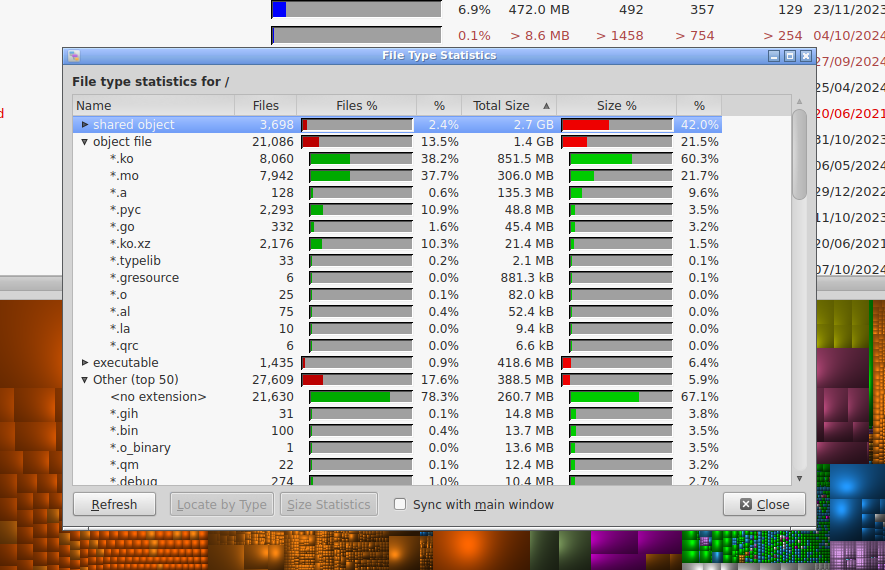 6.9% 472.0 MB 492 357 129 23/11/2023
0.1% > 8.6 MB > 1458 > 754 > 254 04/10/2024
File Type Statistics
27/09/2024
File type statistics for /
25/04/2024
Name Files Files % % Total Size Size % %
d 20/06/2021
shared object 3,698 2.4% 2.7 GB 42.0%
object file 21,086 13.5% 1.4 GB 21.5%
31/10/2023
*.ko 8,060 38.2% 851.5 MB 60.3%
06/05/2024
*.mo 7,942 37.7% 306.0 MB 21.7%
*.a 128 0.6% 135.3 MB 9.6%
29/12/2022
*.pyc 2,293 10.9% 48.8 MB 3.5%
11/10/2023
*.go 332 1.6% 45.4 MB 3.2%
*.ko.xz 2,176 10.3% 21.4 MB 1.5%
20/06/2021
*.typelib 33 0.2% 2.1 MB 0.1%
07/10/2024
*.gresource 6 0.0% 881.3 kB 0.1%
*.o 25 0.1% 82.0 kB 0.0%
*.al 75 0.4% 52.4 kB 0.0%
*.la 10 0.0% 9.4 kB 0.0%
*.qrc 6 0.0% 6.6 kB 0.0%
executable 1,435 0.9% 418.6 MB 6.4%
Other (top 50) 27,609 17.6% 388.5 MB 5.9%
<no extension> 21,630 78.3% 260.7 MB 67.1%
*.gih 31 0.1% 14.8 MB 3.8%
*.bin 100 0.4% 13.7 MB 3.5%
*.o_binary 1 0.0% 13.6 MB 3.5%
*.qm 22 0.1% 12.4 MB 3.2%
*.debug 274 1.0% 10.4 MB 2.7%
Refresh Locate by Type Size Statistics Sync with main window Close